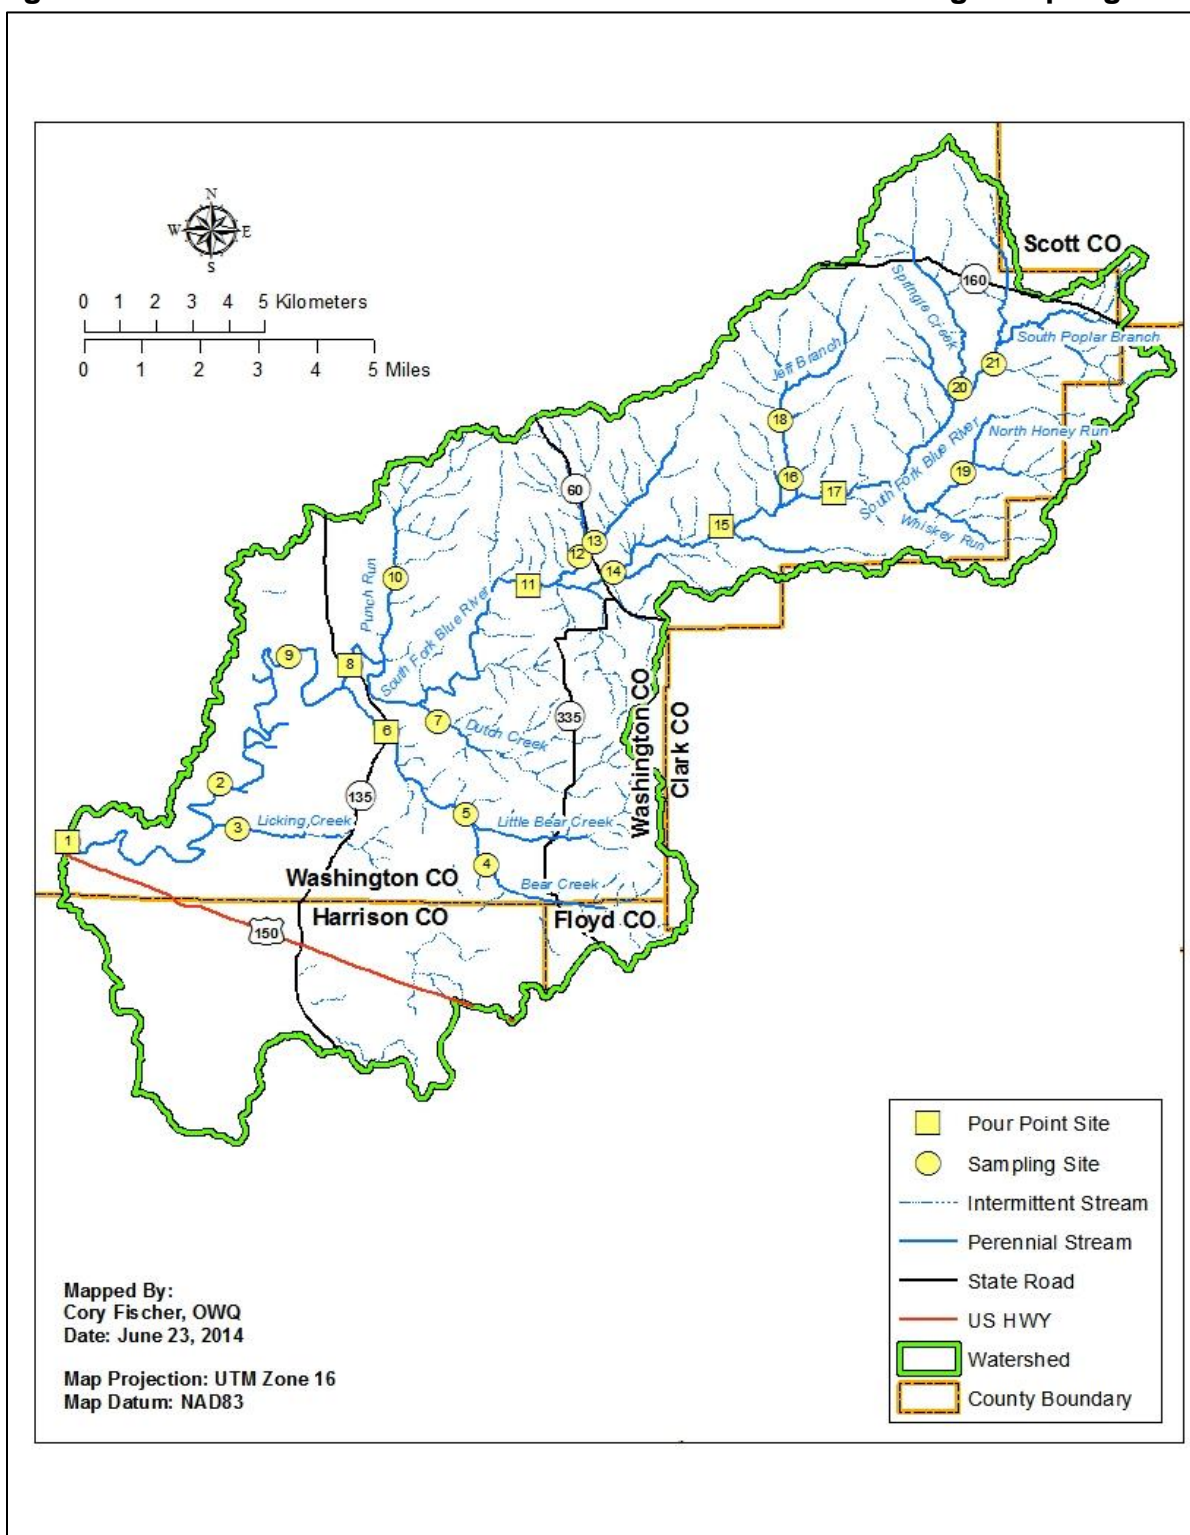 N
W E
S
0 1 2 3 4 5 Kilometers
0 1 2 3 4 5 Miles
Scott CO
160
Springle Creek
South Poplar Branch
21
Jeff Branch
20
18
North Honey Run
South Fork Blue River
19
16
60
17
Whiskey Run
15
13
12
14
10
11
Punch Run
South Fork Blue River
9
8
Washington CO
Clark CO
7
335
6
Dutch Creek
2
135
5
Licking Creek
Little Bear Creek
3
1
4
Washington CO
Bear Creek
Harrison CO
Floyd CO
150
Pour Point Site
Sampling Site
Intermittent Stream
Perennial Stream
State Road
US HWY
Watershed
County Boundary
Mapped By:
Cory Fischer, OWQ
Date: June 23, 2014
Map Projection: UTM Zone 16
Map Datum: NAD83